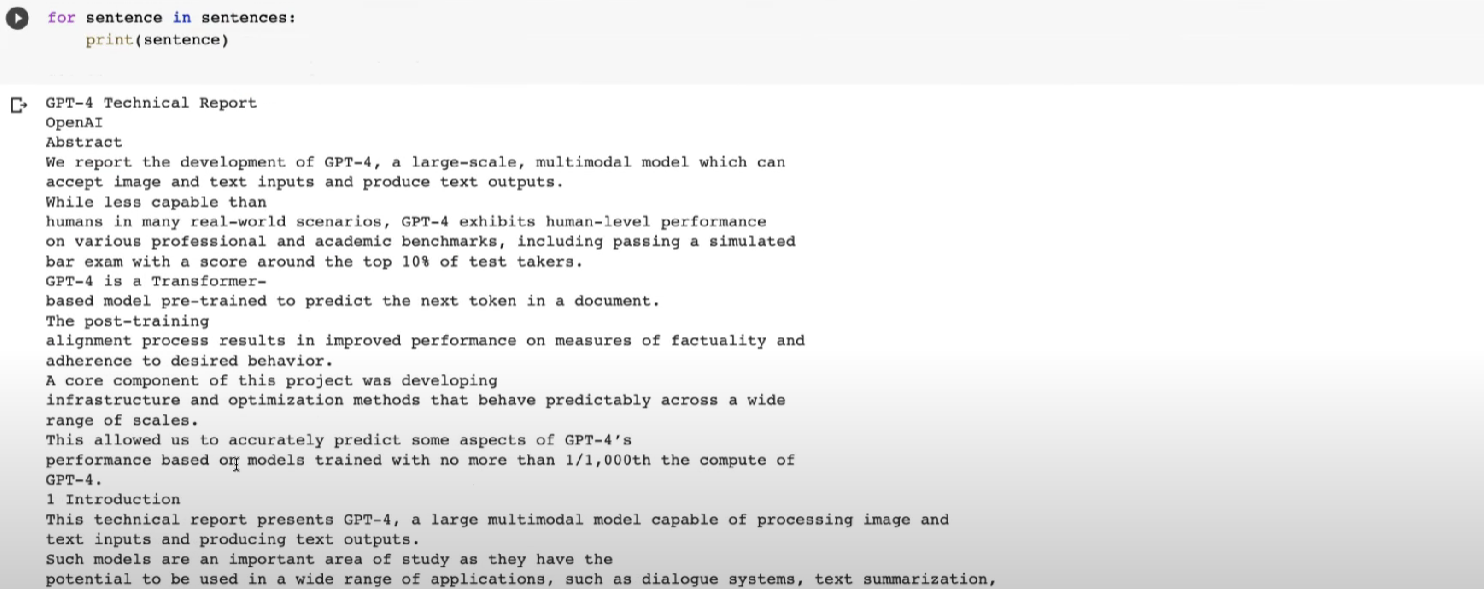 for sentence in sentences:
    print(sentence)
GPT-4 Technical Report
OpenAI
Abstract
We report the development of GPT-4, a large-scale, multimodal model which can
accept image and text inputs and produce text outputs.
While less capable than
humans in many real-world scenarios, GPT-4 exhibits human-level performance
on various professional and academic benchmarks, including passing a simulated
bar exam with a score around the top 10% of test takers.
GPT-4 is a Transformer-
based model pre-trained to predict the next token in a document.
The post-training
alignment process results in improved performance on measures of factuality and
adherence to desired behavior.
A core component of this project was developing
infrastructure and optimization methods that behave predictably across a wide
range of scales.
This allowed us to accurately predict some aspects of GPT-4's
performance based on models trained with no more than 1/1,000th the compute of
GPT-4.
1 Introduction
This technical report presents GPT-4, a large multimodal model capable of processing image and
text inputs and producing text outputs.
Such models are an important area of study as they have the
potential to be used in a wide range of applications, such as dialogue systems, text summarization,